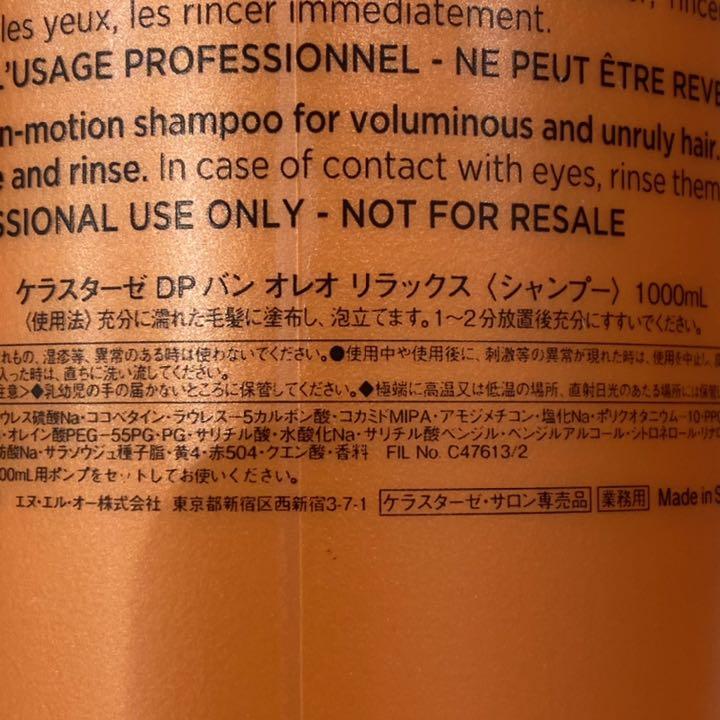 les yeux, les rincer immédiatement.
L'USAGE PROFESSIONNEL - NE PEUT ÊTRE REVE
n-motion shampoo for voluminous and unruly hair.
e and rinse. In case of contact with eyes, rinse them
SSIONAL USE ONLY - NOT FOR RESALE
ケラスターゼ DP バン オレオ リラックス〈シャンプー〉 1000mL
〈使用法〉充分に濡れた毛髪に塗布し、泡立てます。1～2分放置後充分にすすいでください。
れもの、湿疹等、異常のある時は使わないでください。●使用中や使用後に、刺激等の異常が現れた時は、使用を中止し、
入った時は、直ちに洗い流してください。
注意〉◆乳幼児の手の届かないところに保管してください。◆極端に高温又は低温の場所、直射日光のあたる場所には保管
ウレス硫酸Na・ココベタイン・ラウレス-5カルボン酸・コカミドMIPA・アモジメチコン・塩化Na・ポリクオタニウム-10・PP
・オレイン酸PEG-55PG・PG・サリチル酸・水酸化Na・サリチル酸ベンジル・ベンジルアルコール・シトロネロール・リナロ
肪酸Na・サラソウジュ種子脂・黄4・赤504・クエン酸・香料 FIL No. C47613/2
00mL用ポンプをセットしてお使いください。
エヌ・エル・オー株式会社 東京都新宿区西新宿3-7-1 ケラスターゼ・サロン専売品 業務用 Made in S